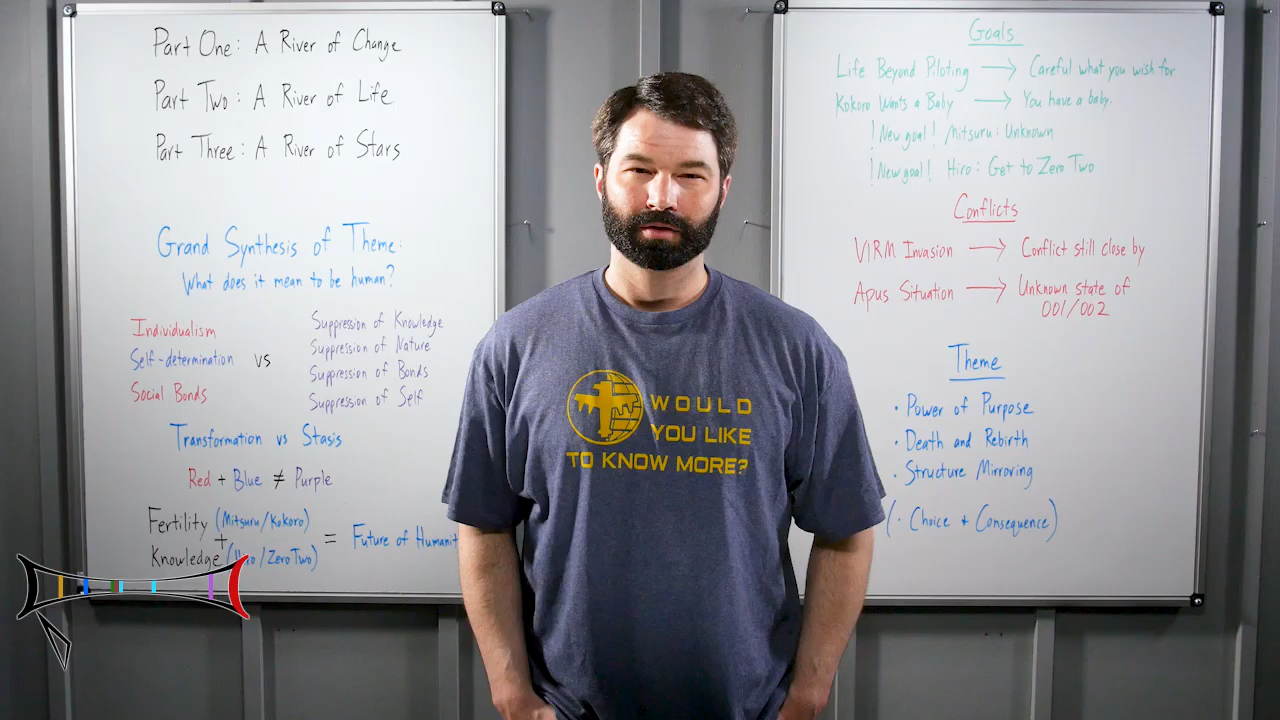 Part One: A River of Change
Part Two: A River of Life
Part Three: A River of Stars
Grand Synthesis of Theme:
What does it mean to be human?
Individualism
Self-determination
Social Bonds
vs
Suppression of Knowledge
Suppression of Nature
Suppression of Bonds
Suppression of Self
Transformation vs Stasis
Red + Blue ≠ Purple
Fertility (Mitsuru/Kokoro)
+
Knowledge (Hiro/Zero Two)
= Future of Humanit
WOULD
YOU LIKE
TO KNOW MORE?
Goals
Life Beyond Piloting → Careful what you wish for
Kokoro Wants a Baby → You have a baby.
! New goal! Mitsuru: Unknown
! New goal! Hiro: Get to Zero Two
Conflicts
VIRM Invasion → Conflict still close by
Apus Situation → Unknown state of
001/002
Theme
• Power of Purpose
• Death and Rebirth
• Structure Mirroring
(• Choice + Consequence)